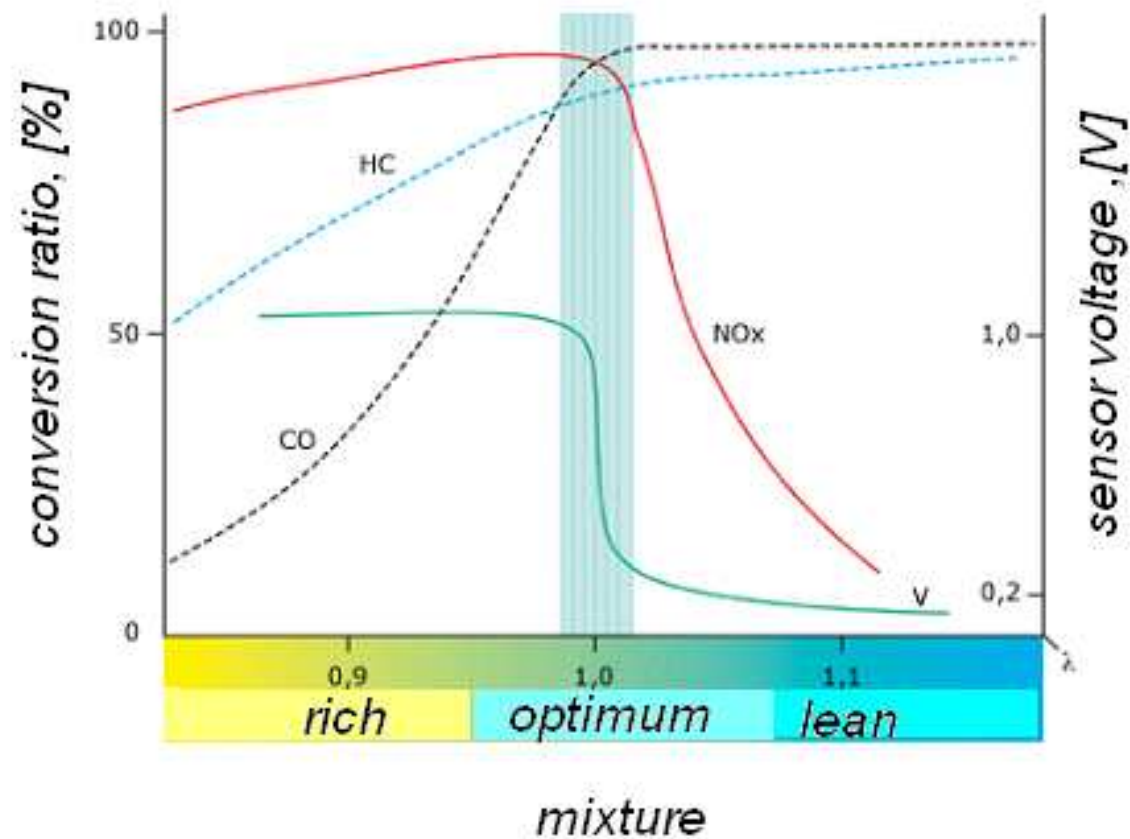 100
conversion ratio, [%]
HC
sensor voltage ,[V]
50
NOx
1,0
CO
V
0,2
0
0,9
1,0
1,1
rich
optimum
lean
mixture